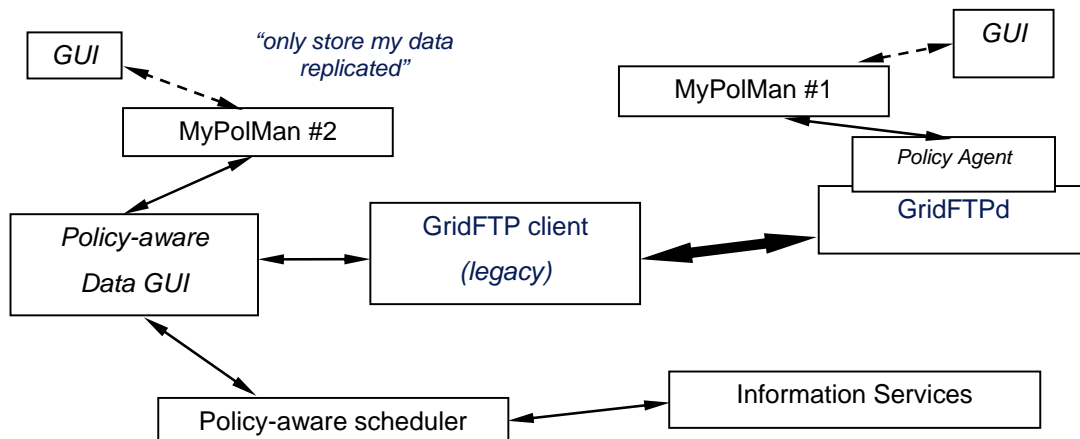 GUI
“only store my data
replicated”
GUI
MyPolMan #1
MyPolMan #2
Policy Agent
GridFTPd
Policy-aware
Data GUI
GridFTP client
(legacy)
Information Services
Policy-aware scheduler